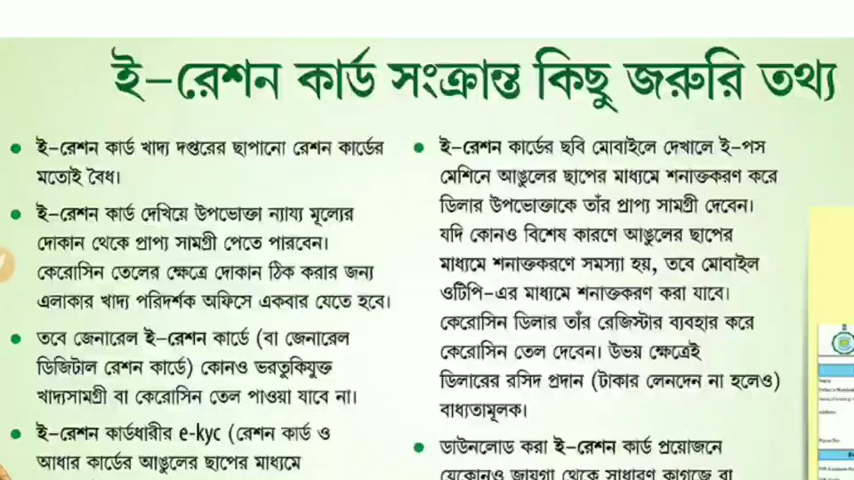 ই-রেশন কার্ড সংক্রান্ত কিছু জরুরি তথ্য
ই-রেশন কার্ড খাদ্য দপ্তরের ছাপানো রেশন কার্ডের
মতোই বৈধ।
ই-রেশন কার্ড দেখিয়ে উপভোক্তা ন্যায্য মূল্যের
দোকান থেকে প্রাপ্য সামগ্রী পেতে পারবেন।
কেরোসিন তেলের ক্ষেত্রে দোকান ঠিক করার জন্য
এলাকার খাদ্য পরিদর্শক অফিসে একবার যেতে হবে।
তবে জেনারেল ই-রেশন কার্ডে (বা জেনারেল
ডিজিটাল রেশন কার্ডে) কোনও ভরতুকিযুক্ত
খাদ্যসামগ্রী বা কেরোসিন তেল পাওয়া যাবে না।
ই-রেশন কার্ডধারীর e-kyc (রেশন কার্ড ও
আধার কার্ডের আঙুলের ছাপের মাধ্যমে
ই-রেশন কার্ডের ছবি মোবাইলে দেখালে ই-পস
মেশিনে আঙুলের ছাপের মাধ্যমে শনাক্তকরণ করে
ডিলার উপভোক্তাকে তাঁর প্রাপ্য সামগ্রী দেবেন।
যদি কোনও বিশেষ কারণে আঙুলের ছাপের
মাধ্যমে শনাক্তকরণে সমস্যা হয়, তবে মোবাইল
ওটিপি-এর মাধ্যমে শনাক্তকরণ করা যাবে।
কেরোসিন ডিলার তাঁর রেজিস্টার ব্যবহার করে
কেরোসিন তেল দেবেন। উভয় ক্ষেত্রেই
ডিলারের রসিদ প্রদান (টাকার লেনদেন না হলেও)
বাধ্যতামূলক।
ডাউনলোড করা ই-রেশন কার্ড প্রয়োজনে
যেকোনও জায়গা থেকে সাধারণ কাগজে বা